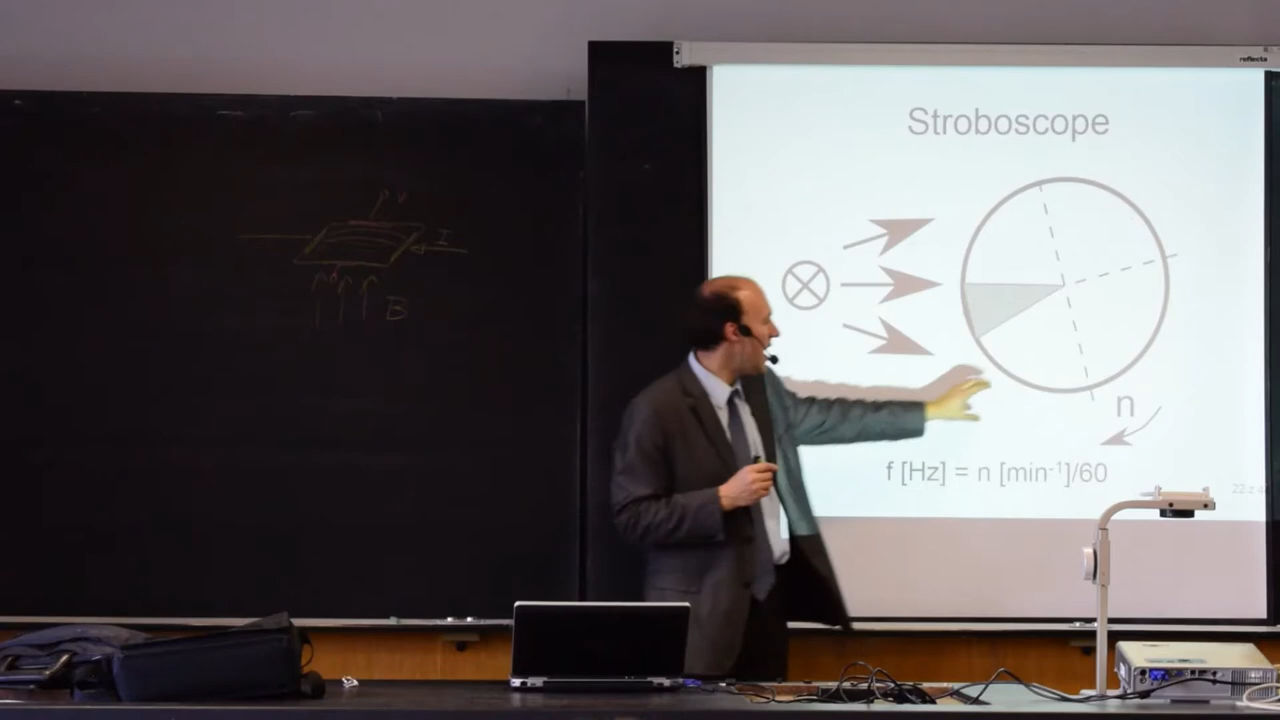 reflecta
Stroboscope
I
B
n
f [Hz] = n [min⁻¹]/60